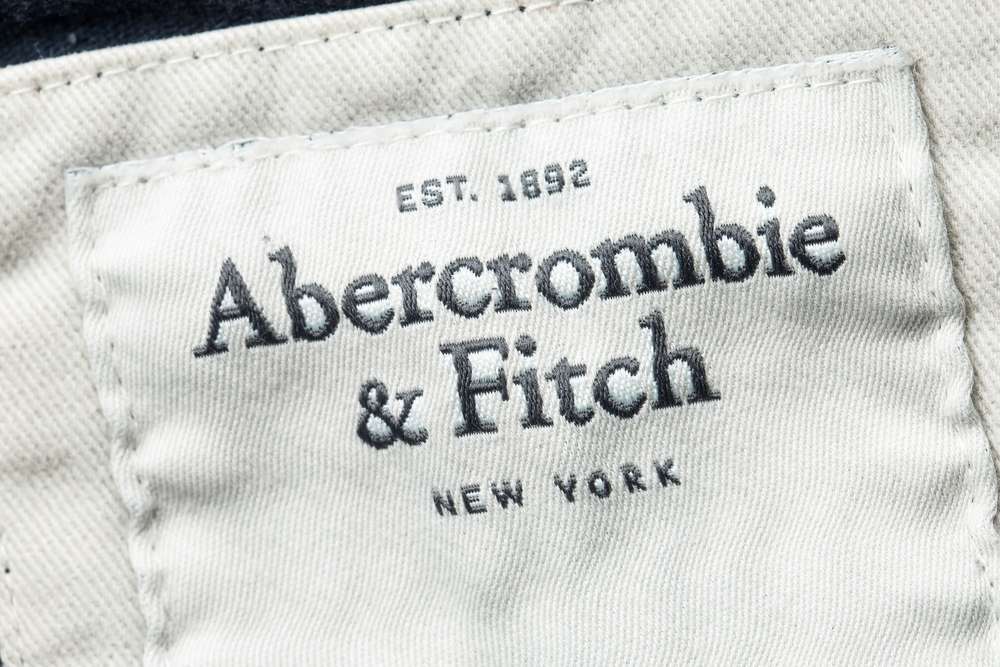 EST. 1892
Abercrombie
& Fitch
NEW YORK